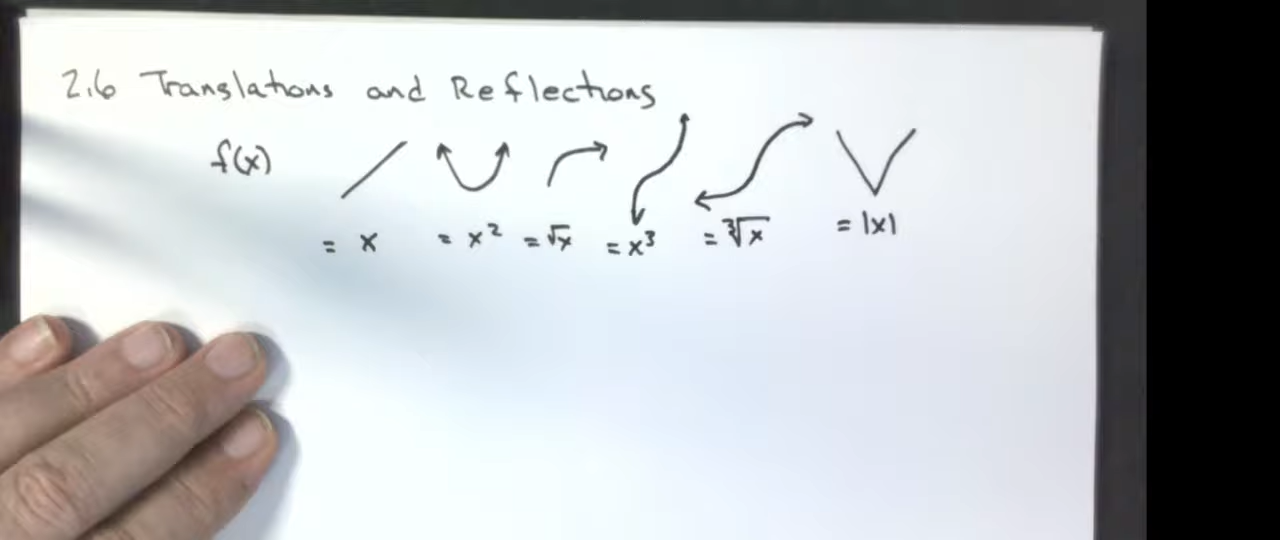 2.6 Translations and Reflections
f(x)
= x = x² = √x = x³ = ∛x = |x|